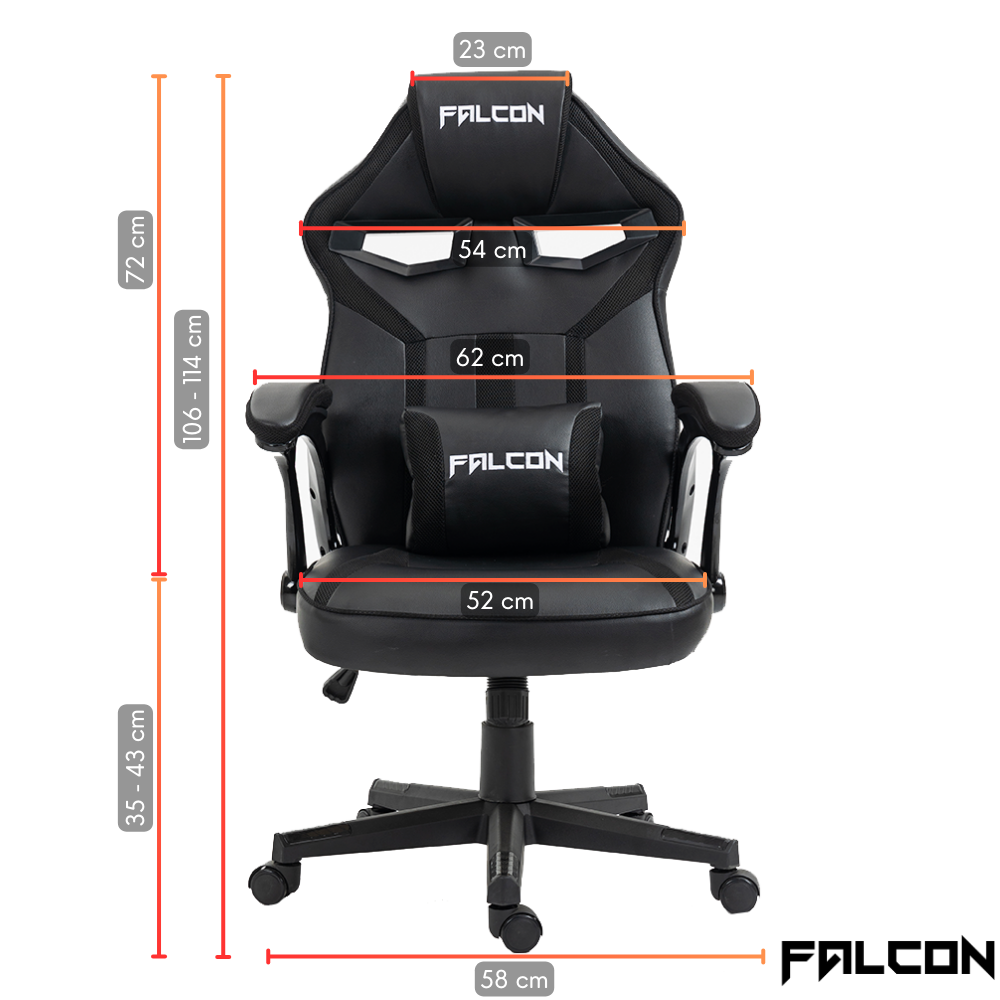 23 cm
FALCON
72 cm
54 cm
106 - 114 cm
62 cm
FALCON
52 cm
35 - 43 cm
FALCON
58 cm